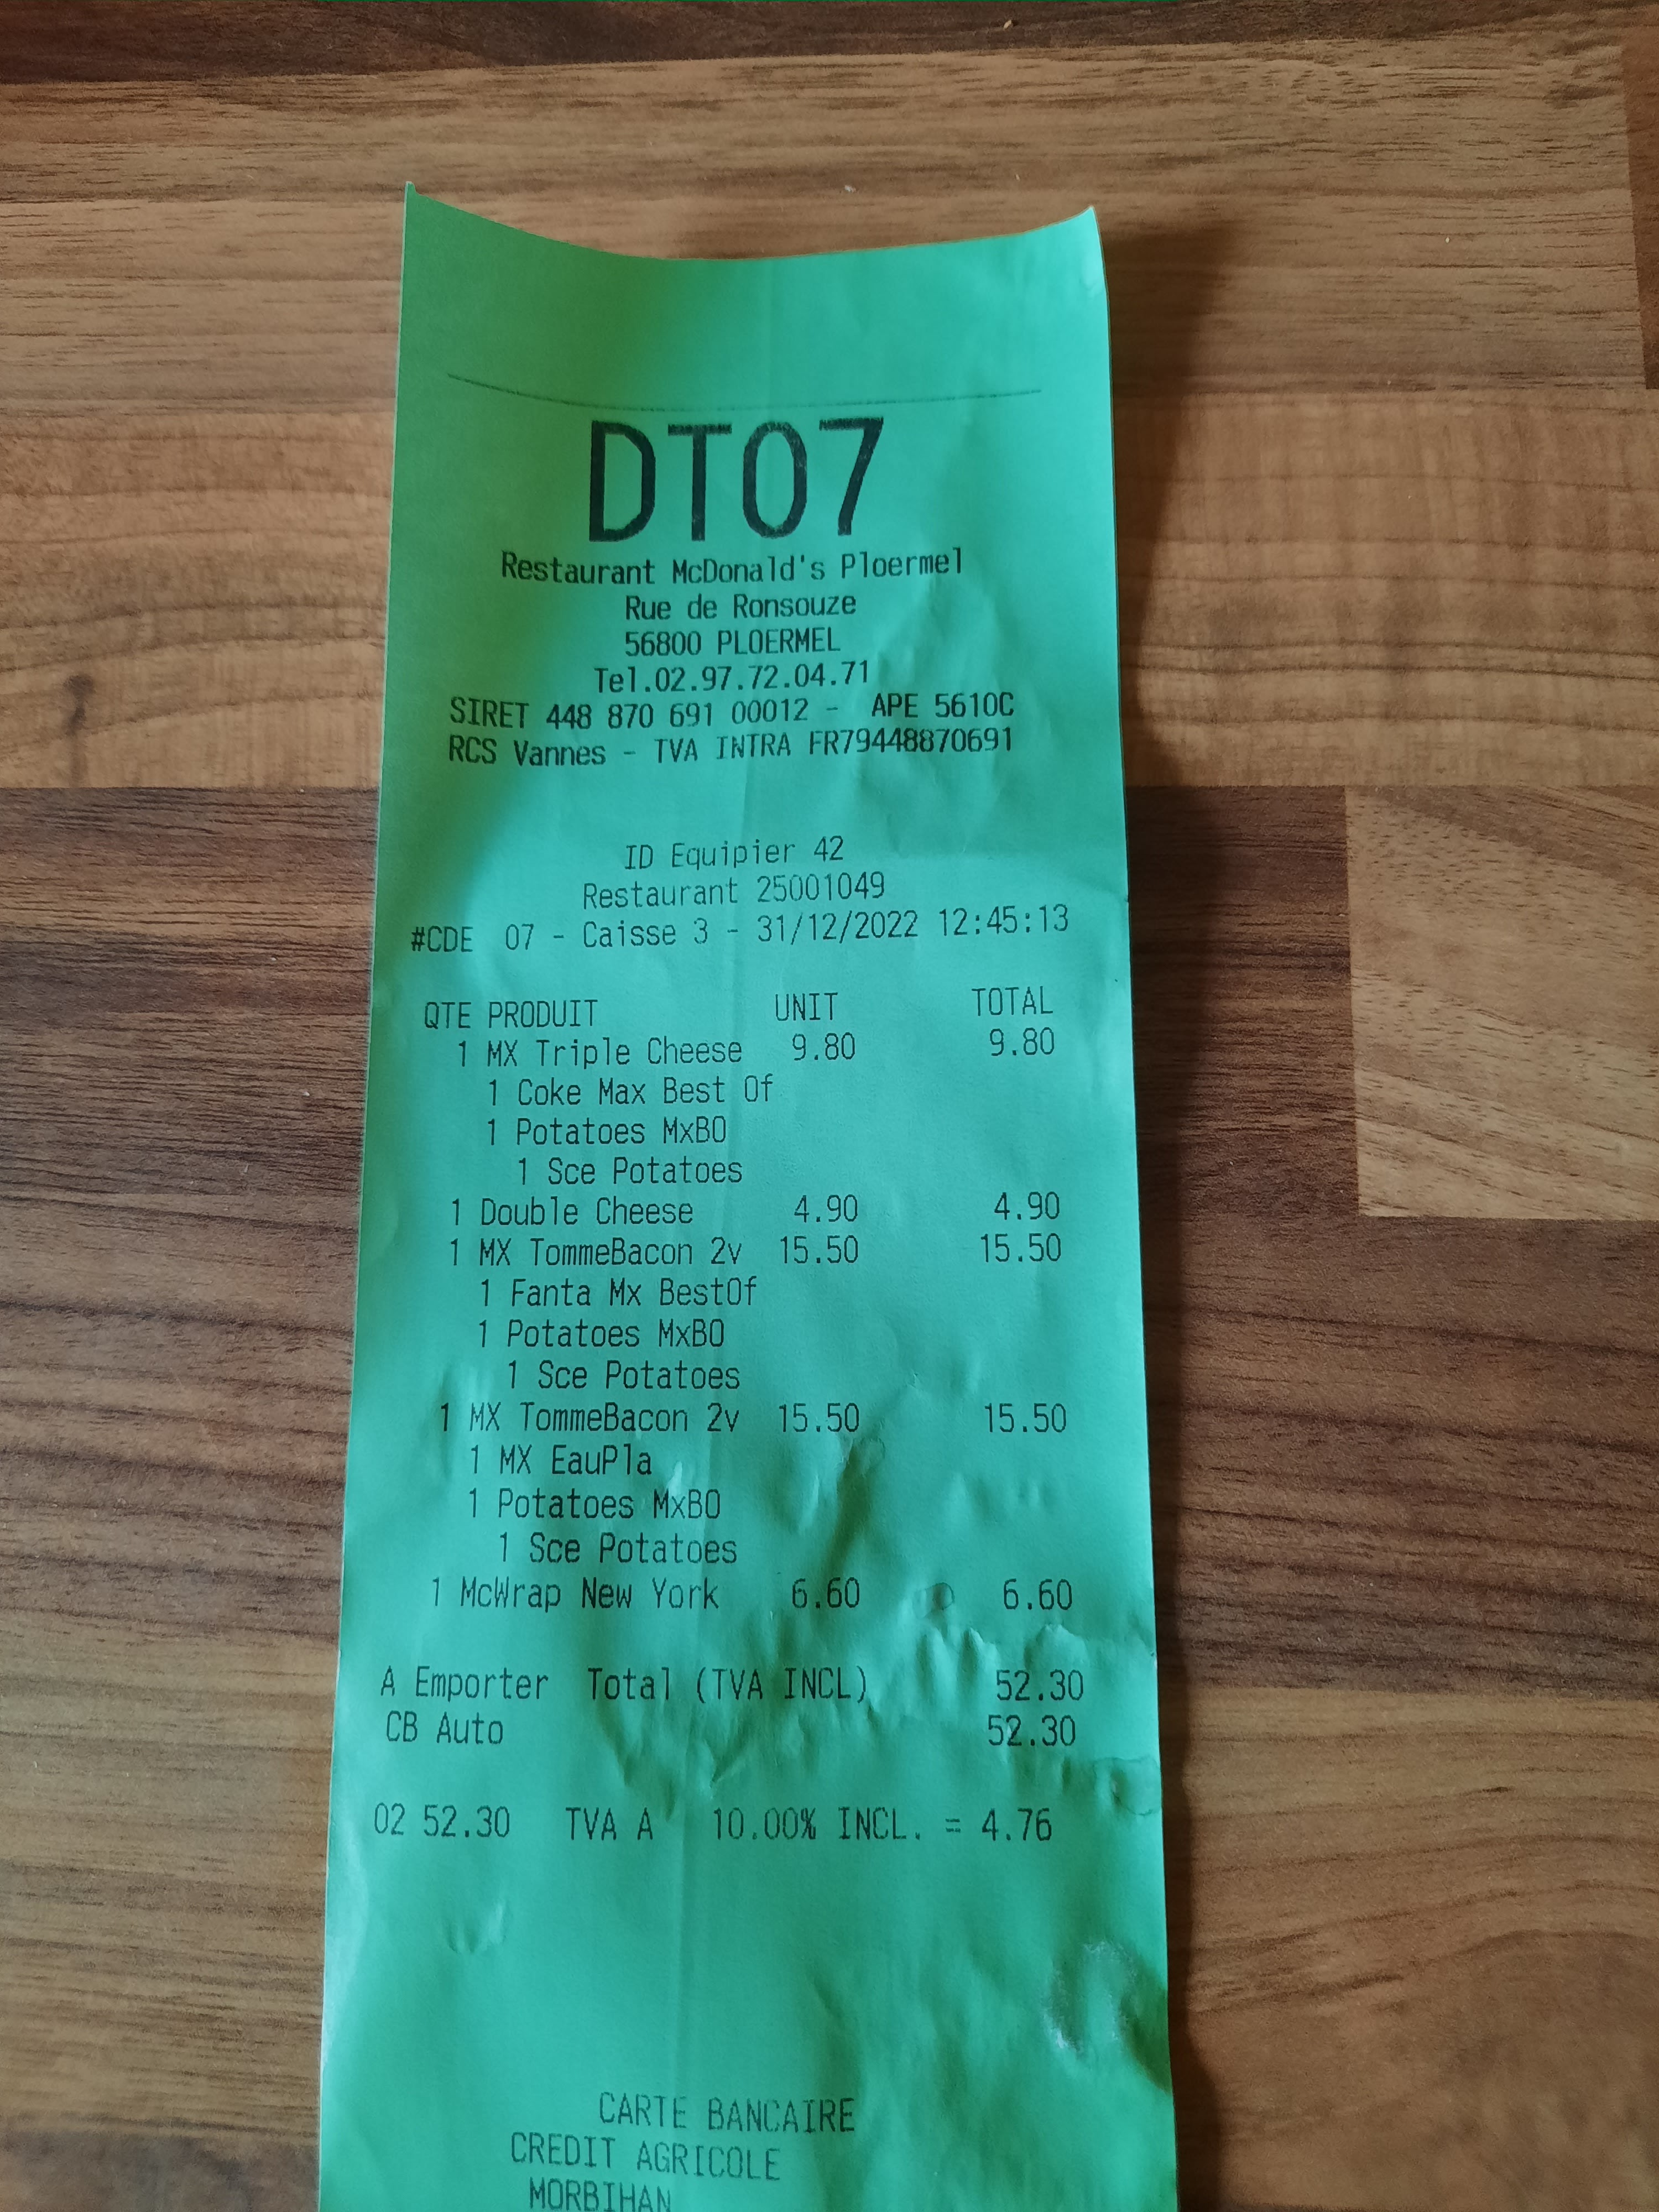 DT07
Restaurant McDonald's Ploermel
Rue de Ronsouze
56800 PLOERMEL
Tel.02.97.72.04.71
SIRET 448 870 691 00012 - APE 5610C
RCS Vannes - TVA INTRA FR79448870691
ID Equipier 42
Restaurant 25001049
#CDE 07 - Caisse 3 - 31/12/2022 12:45:13
QTE PRODUIT UNIT TOTAL
1 MX Triple Cheese 9.80 9.80
1 Coke Max Best Of
1 Potatoes MxBO
1 Sce Potatoes
1 Double Cheese 4.90 4.90
1 MX TommeBacon 2v 15.50 15.50
1 Fanta Mx BestOf
1 Potatoes MxBO
1 Sce Potatoes
1 MX TommeBacon 2v 15.50 15.50
1 MX EauPla
1 Potatoes MxBO
1 Sce Potatoes
1 McWrap New York 6.60 6.60
A Emporter Total (TVA INCL) 52.30
CB Auto 52.30
02 52.30 TVA A 10.00% INCL. = 4.76
CARTE BANCAIRE
CREDIT AGRICOLE
MORBIHAN